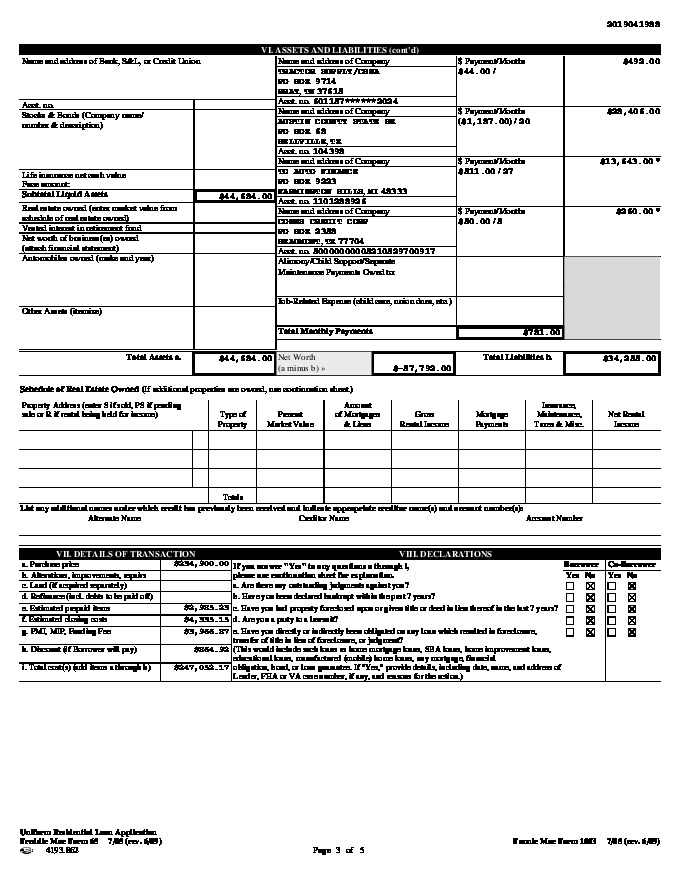 2019041988
VI. ASSETS AND LIABILITIES (cont'd)
Name and address of Bank, S&L, or Credit Union
Name and address of Company
$ Payment/Months
$492.00
TRACTOR SUPPLY/CBNA
$44.00 /
PO BOX 9714
GRAY, TN 37615
Acct. no.
Acct. no. 601187******2024
Stocks & Bonds (Company name/
number & description)
Name and address of Company
$ Payment/Months
AUSTIN COUNTY STATE BK
($1,187.00) / 20
PO BOX 68
BELLVILLE, TX
Acct. no. 104398
Name and address of Company
$ Payment/Months
$13,643.00 *
TD AUTO FINANCE
$811.00 / 27
PO BOX 9223
FARMINGTON HILLS, MI 48333
Acct. no. 1101288926
Life insurance net cash value
Face amount:
Subtotal Liquid Assets
$44,684.00
Real estate owned (enter market value from
schedule of real estate owned)
Name and address of Company
$ Payment/Months
$260.00 *
CREDIT CORP
PO BOX 2388
BEAUMONT, TX 77704
Vested interest in retirement fund
Net worth of business(es) owned
(attach financial statement)
Automobiles owned (make and year)
Alimony/Child Support/Separate
Maintenance Payments Owed to:
Job-Related Expense (child care, union dues, etc.)
Other Assets (itemize)
Total Monthly Payments
$781.00
Total Assets a.
$44,684.00
Net Worth
(a minus b) »
Total Liabilities b.
Schedule of Real Estate Owned (If additional properties are owned, use continuation sheet.)
Property Address (enter S if sold, PS if pending
sale or R if rental being held for income)
Type of
Property
Present
Market Value
Amount
of Mortgages
& Liens
Gross
Rental Income
Mortgage
Payments
Insurance,
Maintenance,
Taxes & Misc.
Net Rental
Income
Totals
List any additional names under which credit has previously been received and indicate appropriate creditor name(s) and account number(s):
Alternate Name
Creditor Name
Account Number
VII. DETAILS OF TRANSACTION
a. Purchase price
$234,900.00
b. Alterations, improvements, repairs
c. Land (if acquired separately)
d. Refinance (incl. debts to be paid off)
e. Estimated prepaid items
$2,985.23
f. Estimated closing costs
$4,335.15
g. PMI, MIP, Funding Fee
$3,966.87
h. Discount (if Borrower will pay)
$864.92
i. Total cost(s) (add items a through h)
$247,052.17
VIII. DECLARATIONS
If you answer "Yes" to any questions a through i,
please use continuation sheet for explanation.
Borrower Co-Borrower
Yes No Yes No
a. Are there any outstanding judgments against you?
b. Have you been declared bankrupt within the past 7 years?
c. Have you had property foreclosed upon or given title or deed in lieu thereof in the last 7 years?
d. Are you a party to a lawsuit?
e. Have you directly or indirectly been obligated on any loan which resulted in foreclosure,
transfer of title in lieu of foreclosure, or judgment?
(This would include such loans as home mortgage loans, SBA loans, home improvement loans,
educational loans, manufactured (mobile) home loans, any mortgage, financial
obligation, bond, or loan guarantee. If "Yes," provide details, including date, name, and address of
Lender, FHA or VA case number, if any, and reasons for the action.)
Uniform Residential Loan Application
Freddie Mac Form 65 7/05 (rev. 6/09)
Page 3 of 5
Fannie Mae Form 1003 7/05 (rev. 6/09)